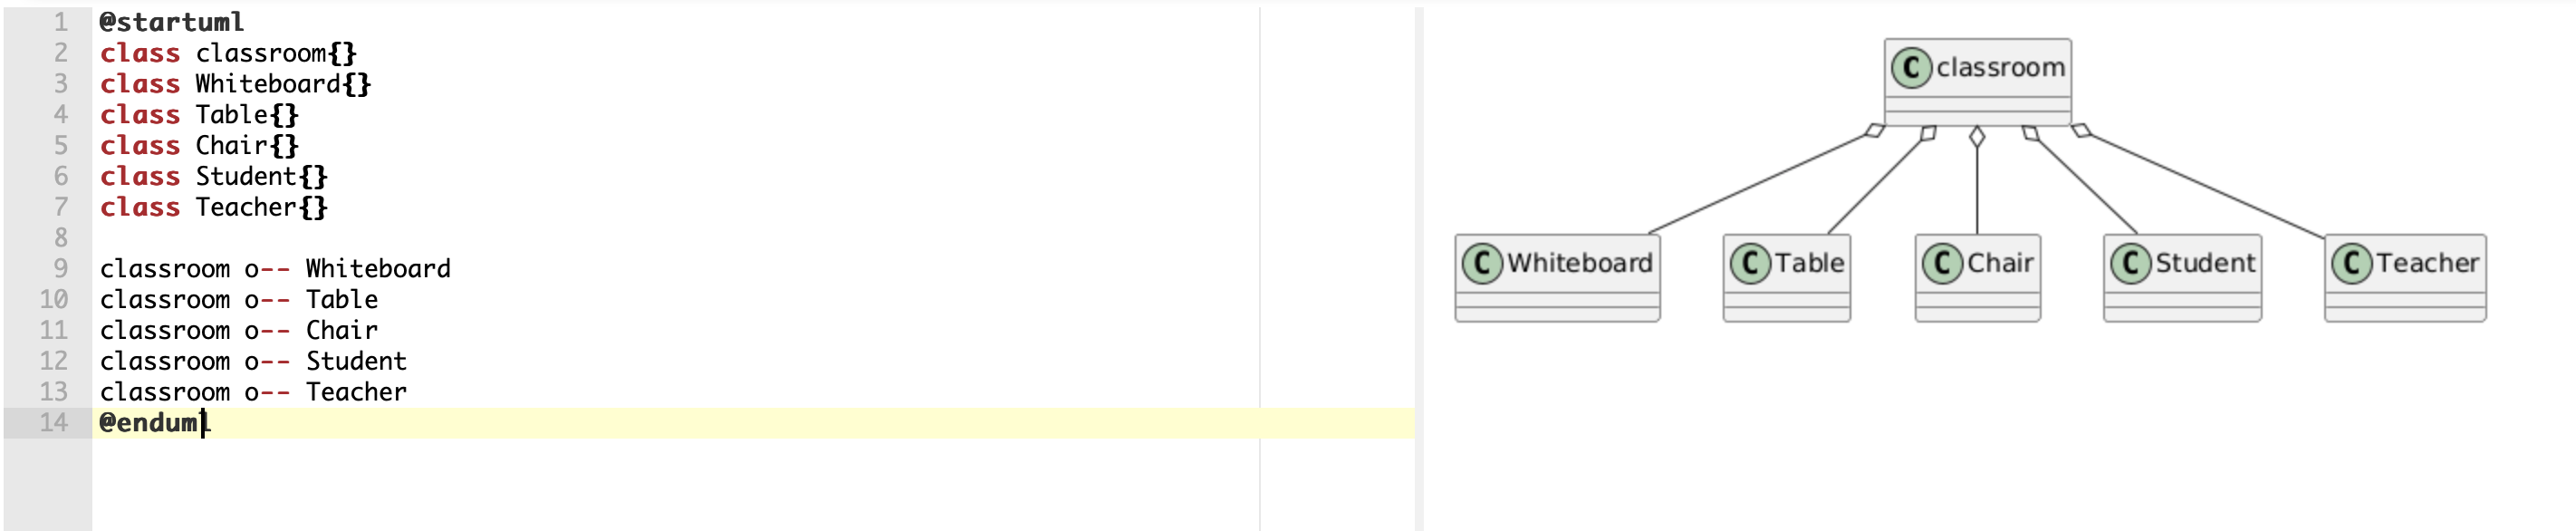 1 @startuml
2 class classroom{}
3 class Whiteboard{}
4 class Table{}
5 class Chair{}
6 class Student{}
7 class Teacher{}
8
9 classroom o-- Whiteboard
10 classroom o-- Table
11 classroom o-- Chair
12 classroom o-- Student
13 classroom o-- Teacher
14 @enduml
C classroom
C Whiteboard C Table C Chair C Student C Teacher